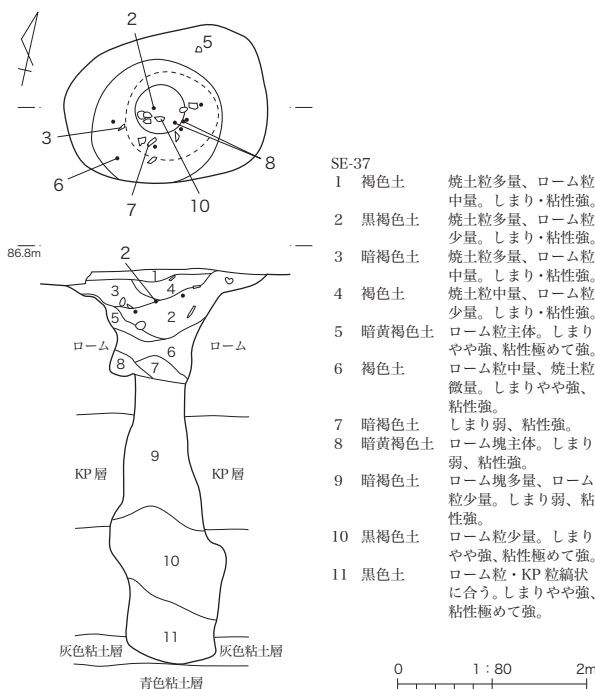 2
5
3
8
6
7
10
86.8m
2
1
3
4
5
2
ローム
ローム
6
8
7
9
KP 層
KP 層
10
11
灰色粘土層
灰色粘土層
青色粘土層
SE-37
1 褐色土 焼土粒多量、ローム粒
中量。しまり・粘性強。
2 黒褐色土 焼土粒多量、ローム粒
少量。しまり・粘性強。
3 暗褐色土 焼土粒多量、ローム粒
中量。しまり・粘性強。
4 褐色土 焼土粒中量、ローム粒
少量。しまり・粘性強。
5 暗黄褐色土 ローム粒主体。しまり
やや強、粘性極めて強。
6 褐色土 ローム粒中量、焼土粒
微量。しまりやや強、
粘性強。
7 暗褐色土 しまり弱、粘性強。
8 暗黄褐色土 ローム塊主体。しまり
弱、粘性強。
9 暗褐色土 ローム塊多量、ローム
粒少量。しまり弱、粘
性強。
10 黒褐色土 ローム粒少量。しまり
やや強、粘性極めて強。
11 黒色土 ローム粒・KP 粒縞状
に合う。しまりやや強、
粘性極めて強。
0 1：80 2m